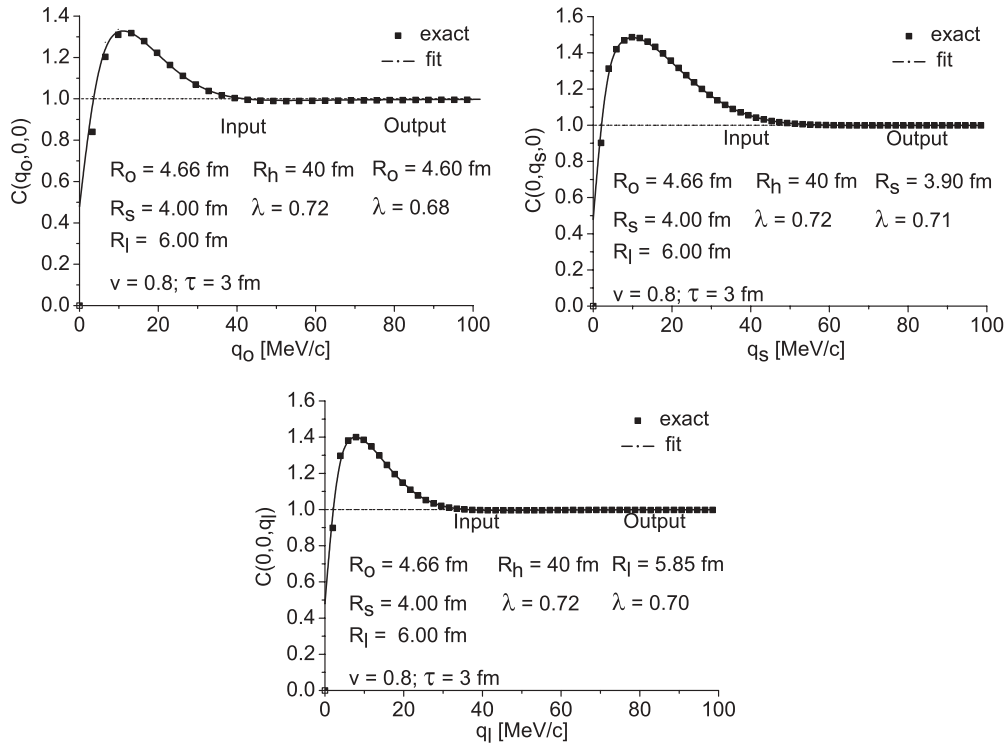 C(q_o,0,0)
1.4
1.2
1.0
0.8
0.6
0.4
0.2
0.0
exact
fit
Input Output
R_o = 4.66 fm R_h = 40 fm R_o = 4.60 fm
R_s = 4.00 fm λ = 0.72 λ = 0.68
R_l = 6.00 fm
v = 0.8; τ = 3 fm
0 20 40 60 80 100
q_o [MeV/c]
C(0,q_s,0)
1.6
1.4
1.2
1.0
0.8
0.6
0.4
0.2
0.0
exact
fit
Input Output
R_o = 4.66 fm R_h = 40 fm R_s = 3.90 fm
R_s = 4.00 fm λ = 0.72 λ = 0.71
R_l = 6.00 fm
v = 0.8; τ = 3 fm
0 20 40 60 80 100
q_s [MeV/c]
C(0,0,q_l)
1.6
1.4
1.2
1.0
0.8
0.6
0.4
0.2
0.0
exact
fit
Input Output
R_o = 4.66 fm R_h = 40 fm R_l = 5.85 fm
R_s = 4.00 fm λ = 0.72 λ = 0.70
R_l = 6.00 fm
v = 0.8; τ = 3 fm
0 20 40 60 80 100
q_l [MeV/c]